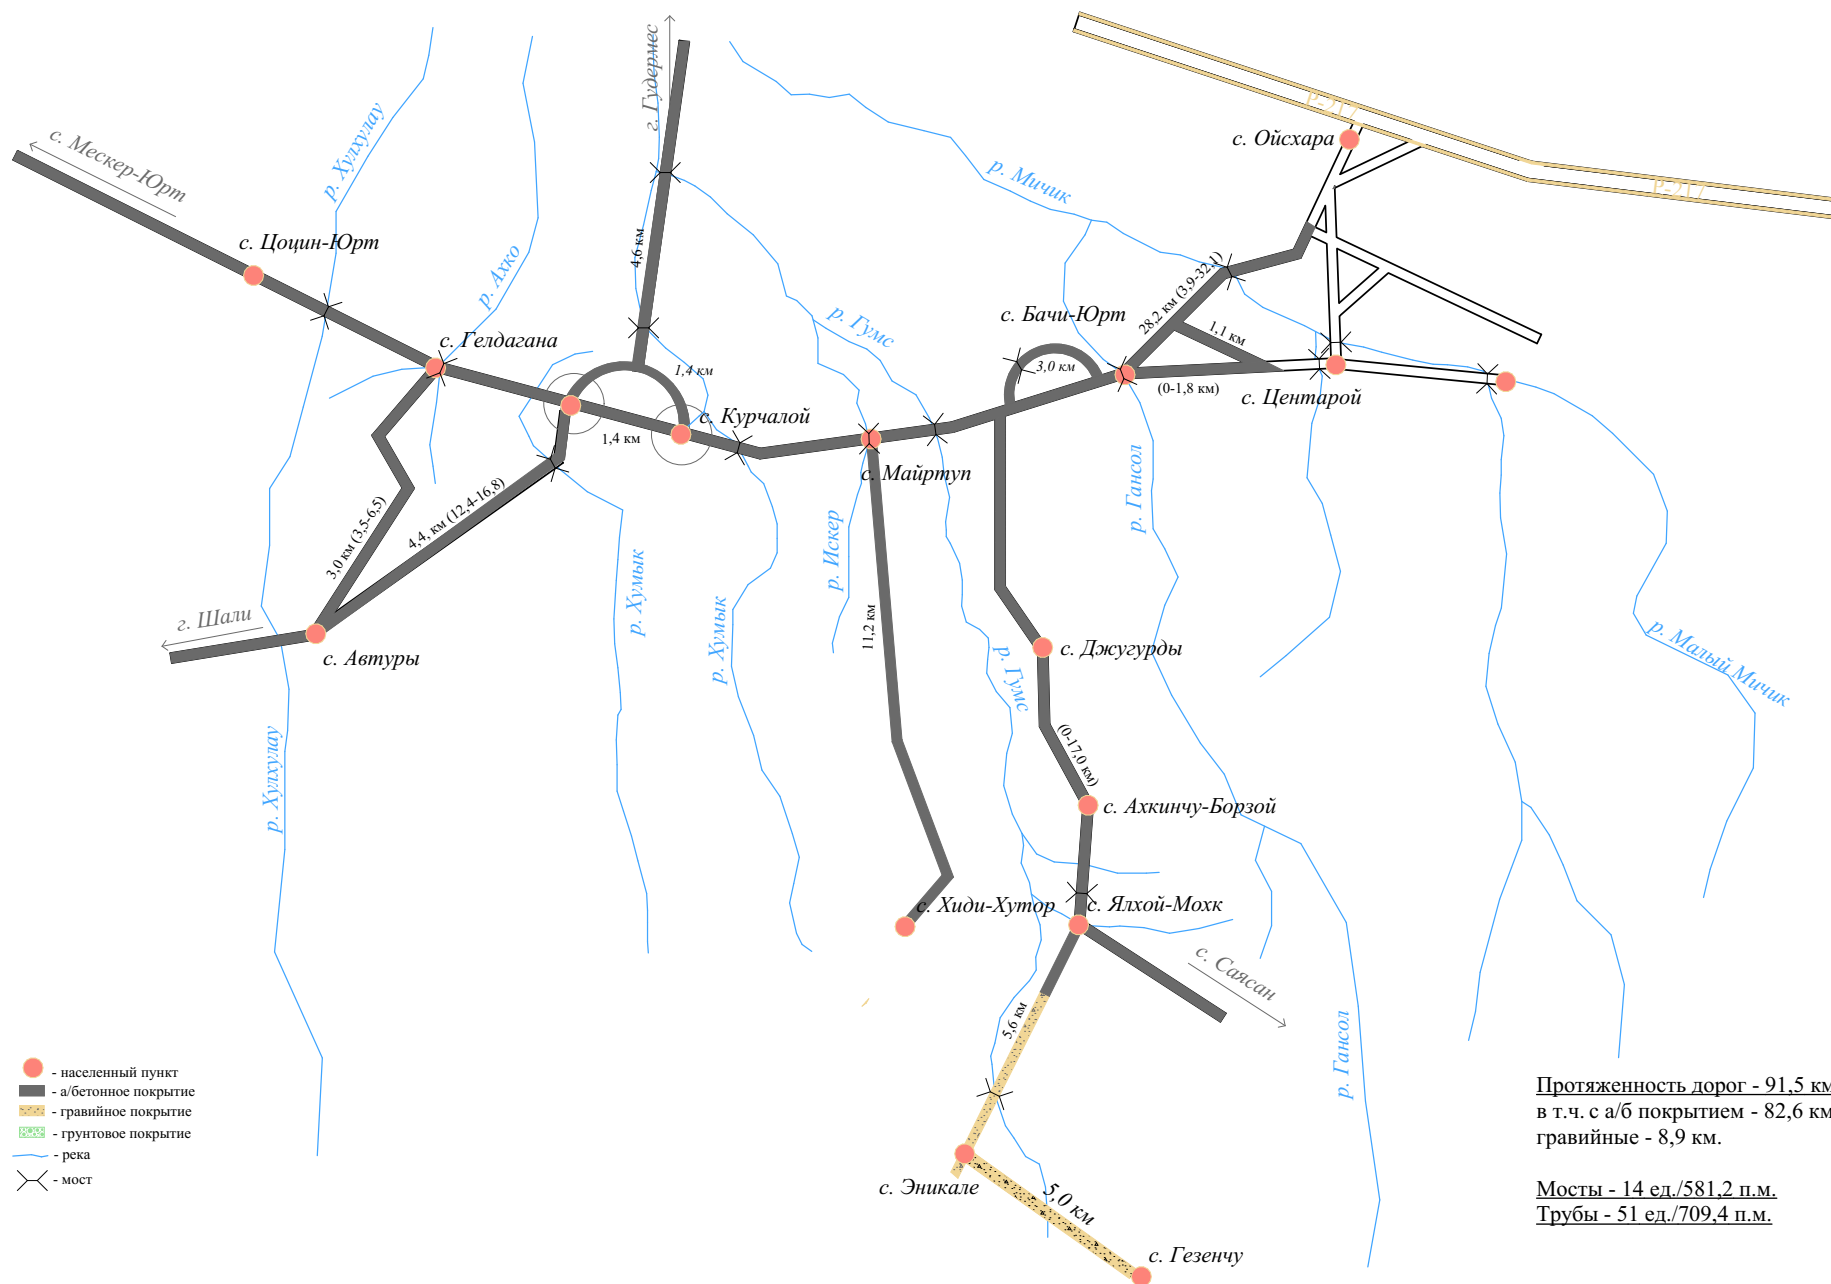 г. Гудермес
Р-217
с. Ойсхара
с. Мескер-Юрт
р. Хулхулау
р. Мичик
Р-217
с. Цоцин-Юрт
р. Ахко
4,6 км
28,2 км (3,9-32,1)
с. Бачи-Юрт
р. Гумс
1,1 км
с. Гелдагана
1,4 км
3,0 км
(0-1,8 км)
с. Центарой
с. Курчалой
1,4 км
с. Майртуп
р. Гансол
3,0 км (3,5-6,5)
4,4, км (12,4-16,8)
р. Искер
р. Хумык
р. Хумык
11,2 км
г. Шали
с. Автуры
с. Джугурды
р. Гумс
р. Малый Мичик
р. Хулхулау
(0-17,0 км)
с. Ахкинчу-Борзой
с. Хиди-Хутор
с. Ялхой-Мохк
с. Саясан
5,6 км
р. Гансол
- населенный пункт
- а/бетонное покрытие
- гравийное покрытие
- грунтовое покрытие
- река
- мост
Протяженность дорог - 91,5 км
в т.ч. с а/б покрытием - 82,6 км
гравийные - 8,9 км.
Мосты - 14 ед./581,2 п.м.
Трубы - 51 ед./709,4 п.м.
с. Эникале
5,0 км
с. Гезенчу